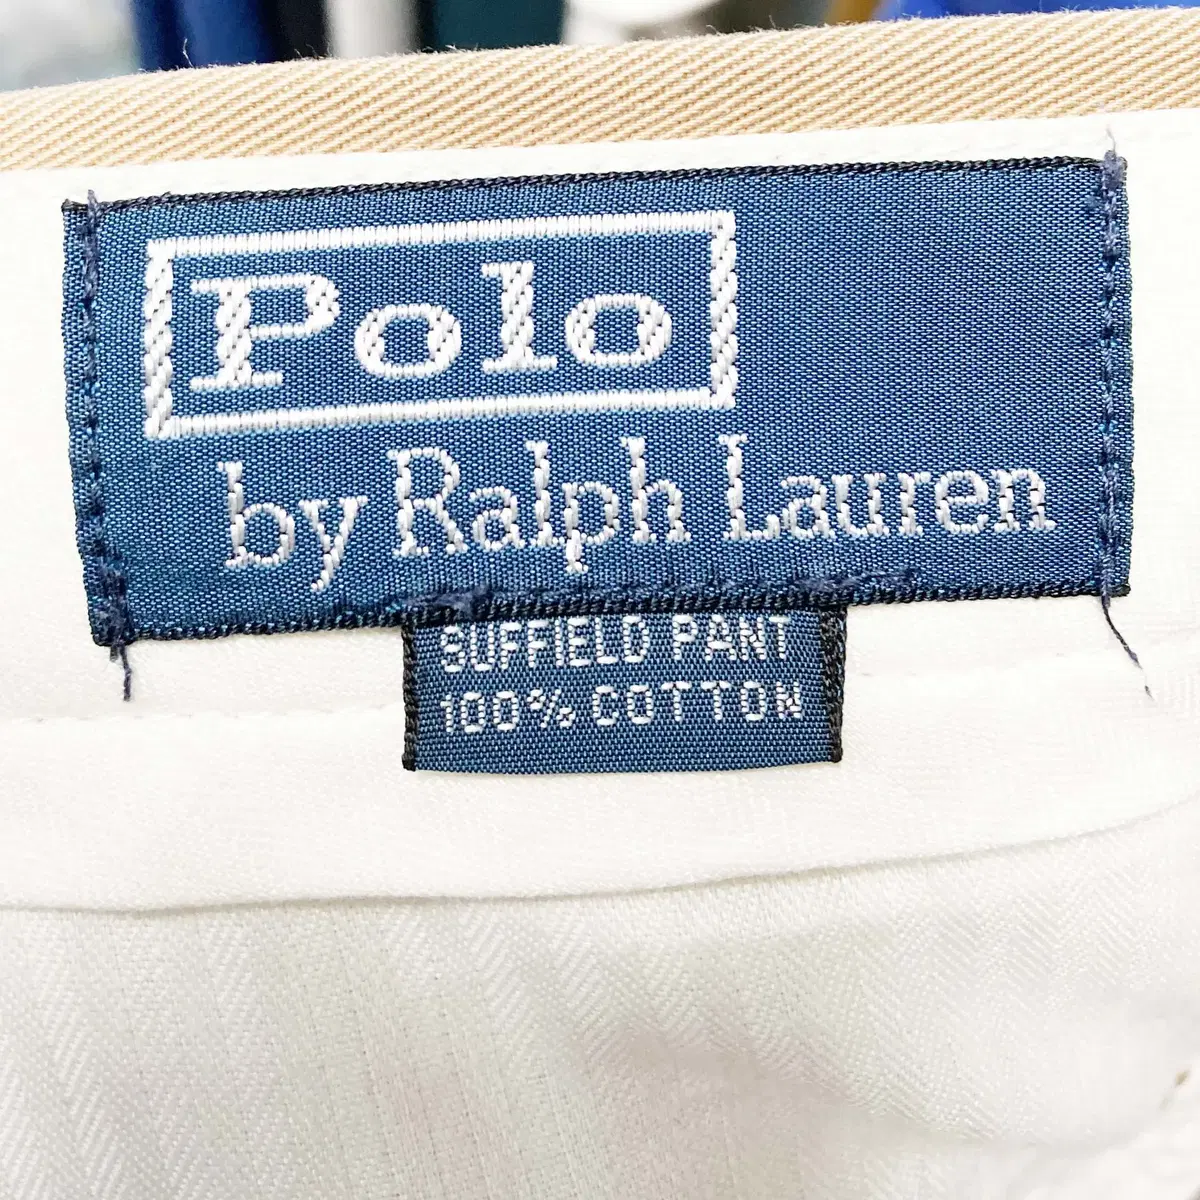 Polo
by Ralph Lauren
SUFFIELD PANT
100% COTTON